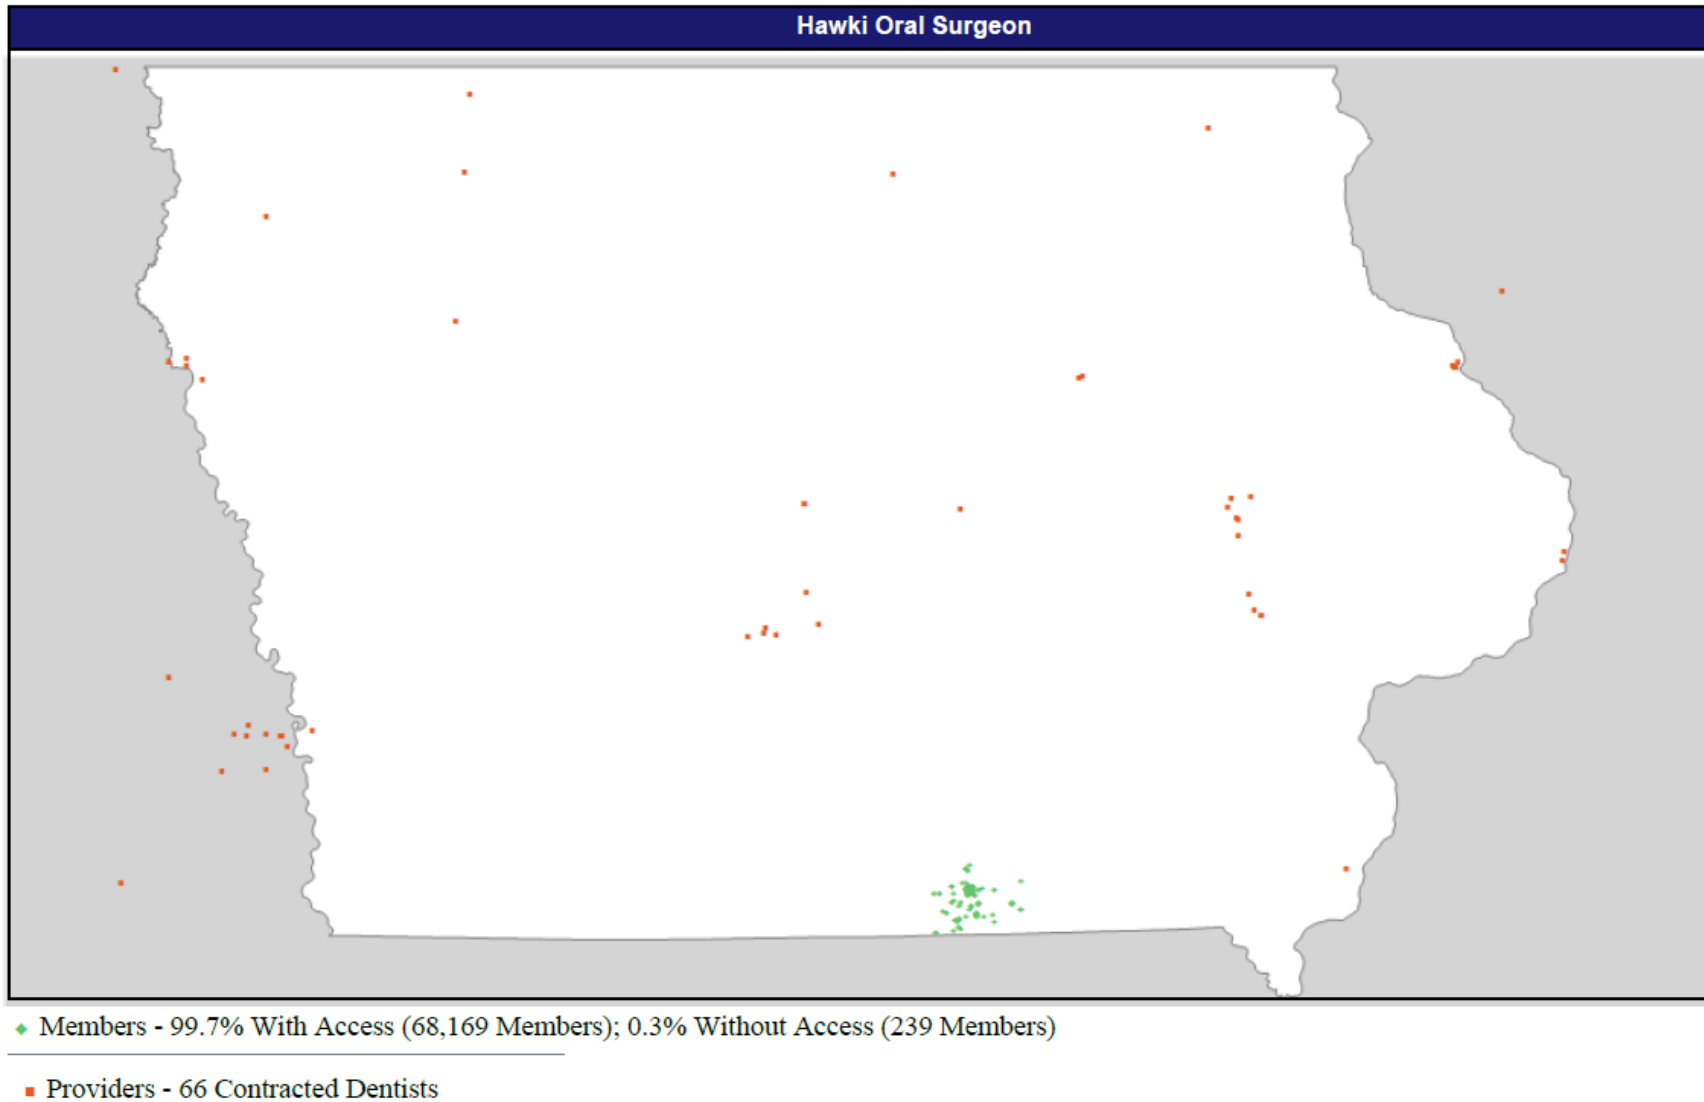 Hawki Oral Surgeon
Members - 99.7% With Access (68,169 Members); 0.3% Without Access (239 Members)
Providers - 66 Contracted Dentists